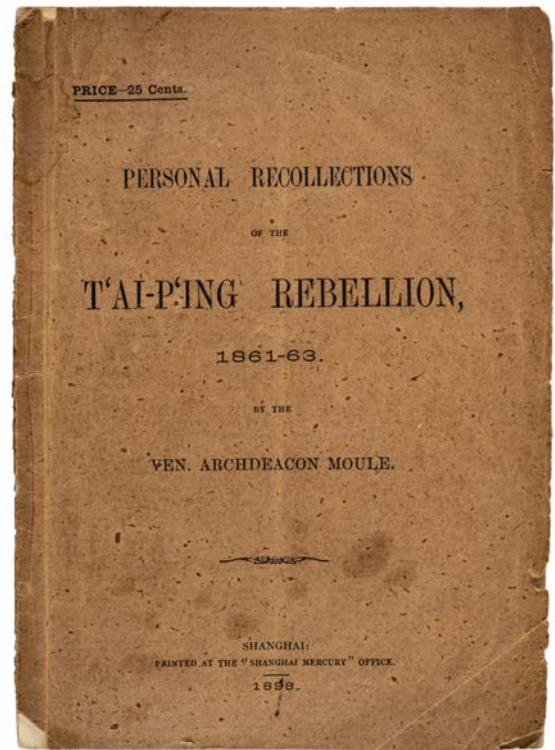 PRICE—25 Cents.
PERSONAL RECOLLECTIONS
OF THE
T‘AI-P‘ING REBELLION,
1861-63.
BY THE
VEN. ARCHDEACON MOULE.
SHANGHAI:
PRINTED AT THE "SHANGHAI MERCURY" OFFICE.
1898.